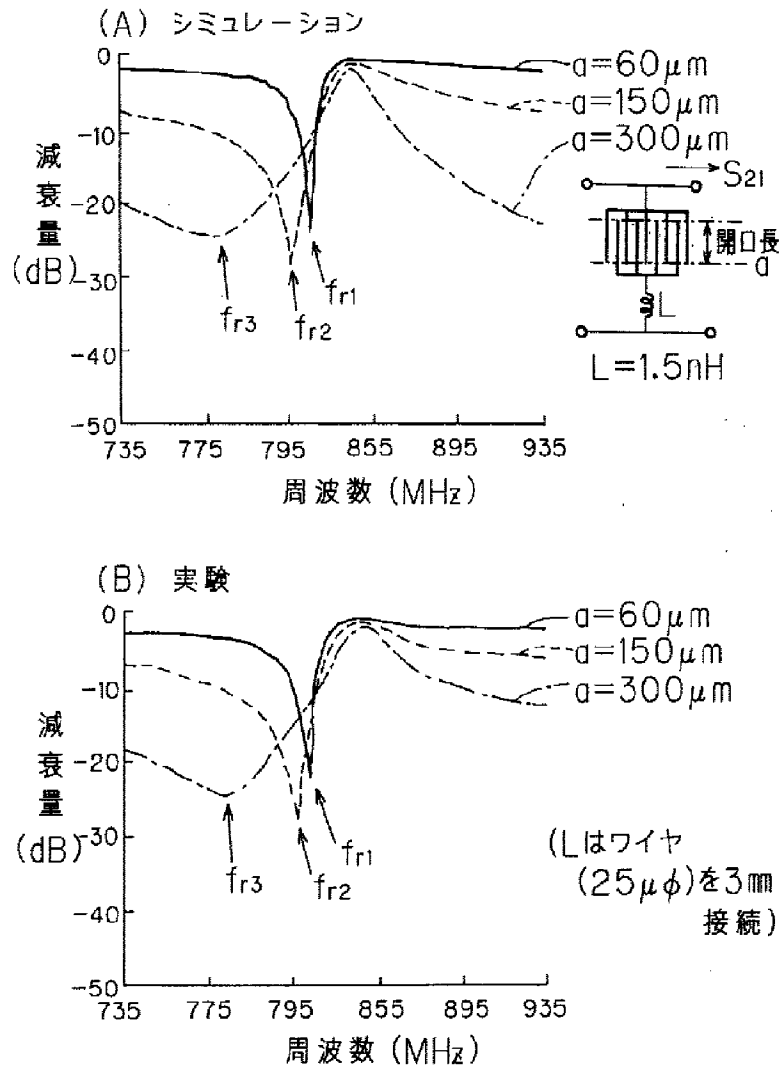 (A) シミュレーション
0
-10
-20
-30
-40
-50
減衰量
(dB)
735 775 795 855 895 935
周波数 (MHz)
a=60μm
a=150μm
a=300μm
fr3
fr2
fr1
S21
開口長
a
L
L=1.5nH
(B) 実験
0
-10
-20
-30
-40
-50
減衰量
(dB)
735 775 795 855 895 935
周波数 (MHz)
a=60μm
a=150μm
a=300μm
fr3
fr2
fr1
(Lはワイヤ
(25μφ)を3㎜
接続)